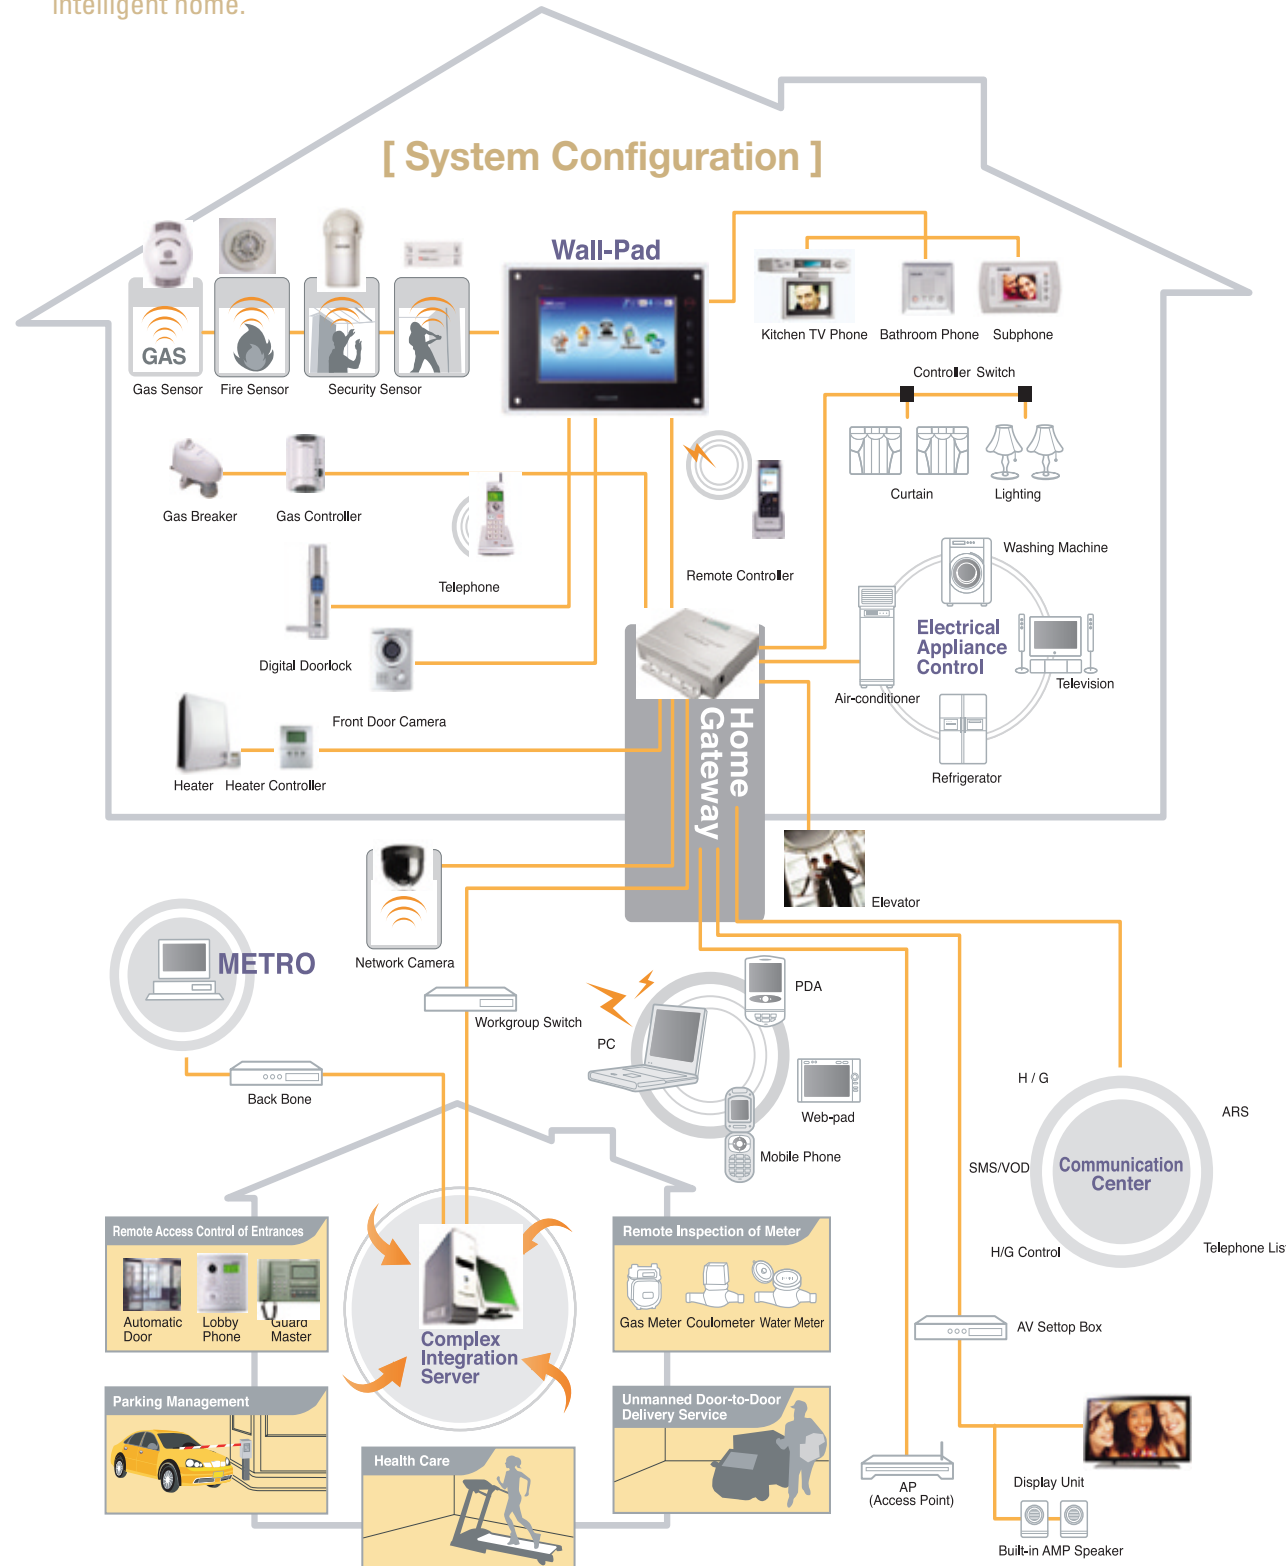 intelligent home.
[ System Configuration ]
Wall-Pad
GAS
Gas Sensor
Fire Sensor
Security Sensor
Kitchen TV Phone
Bathroom Phone
Subphone
Controller Switch
Curtain
Lighting
Gas Breaker
Gas Controller
Telephone
Remote Controller
Washing Machine
Electrical
Appliance
Control
Television
Air-conditioner
Refrigerator
Digital Doorlock
Front Door Camera
Heater
Heater Controller
Home
Gateway
Elevator
Network Camera
METRO
Workgroup Switch
Back Bone
PDA
PC
Web-pad
Mobile Phone
H / G
ARS
SMS/VOD
Communication
Center
H/G Control
Telephone Lis
Remote Access Control of Entrances
Automatic
Door
Lobby
Phone
Guard
Master
Complex
Integration
Server
Remote Inspection of Meter
Gas Meter
Coulometer
Water Meter
Parking Management
Unmanned Door-to-Door
Delivery Service
Health Care
AV Settop Box
AP
(Access Point)
Display Unit
Built-in AMP Speaker